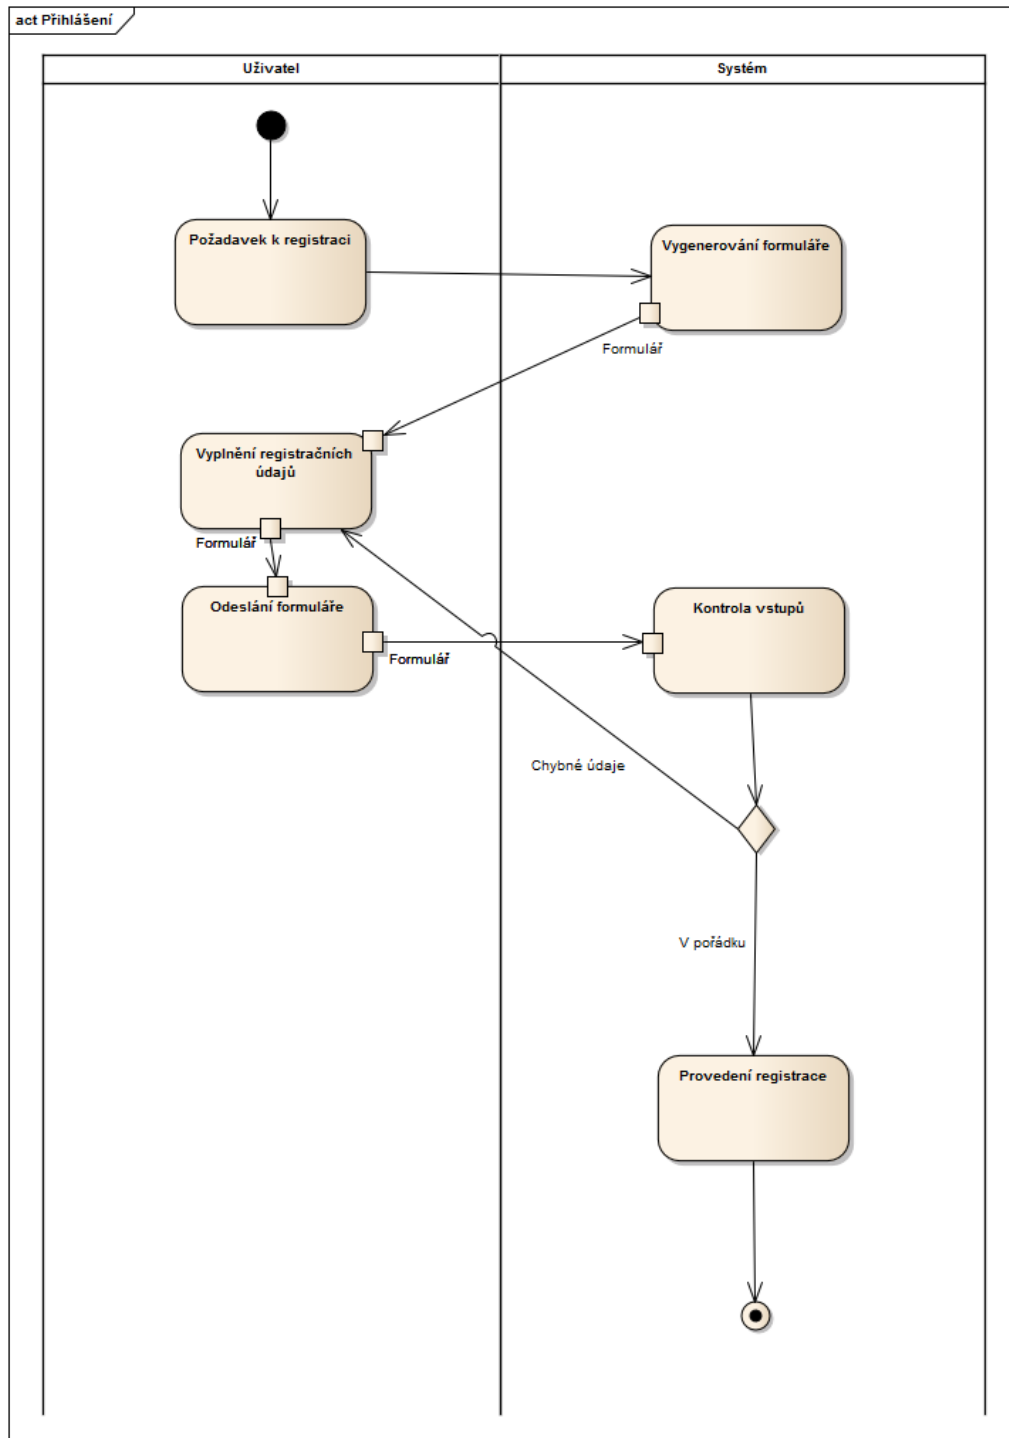 act Přihlášení
Uživatel
Systém
Požadavek k registraci
Vygenerování formuláře
Formulář
Vyplnění registračních
údajů
Formulář
Odeslání formuláře
Kontrola vstupů
Formulář
Chybné údaje
V pořádku
Provedení registrace